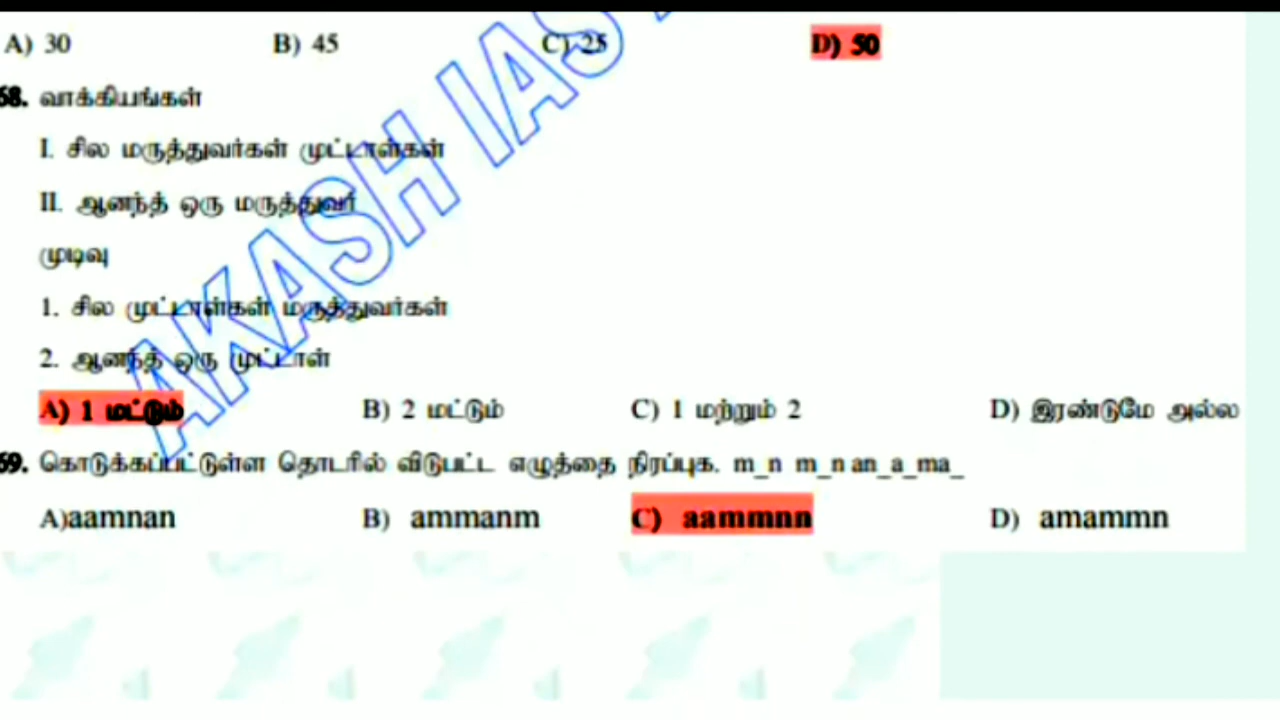 A) 30 B) 45 C) 25 D) 50
68. வாக்கியங்கள்
I. சில மருத்துவர்கள் முட்டாள்கள்
II. ஆனந்த் ஒரு மருத்துவர்
முடிவு
1. சில முட்டாள்கள் மருத்துவர்கள்
2. ஆனந்த் ஒரு முட்டாள்
A) 1 மட்டும் B) 2 மட்டும் C) 1 மற்றும் 2 D) இரண்டுமே அல்ல
69. கொடுக்கப்பட்டுள்ள தொடரில் விடுபட்ட எழுத்தை நிரப்புக. m_n m_n an_a_ma_
A)aamnan B) ammanm C) aammnn D) amammn
AKASH IAS